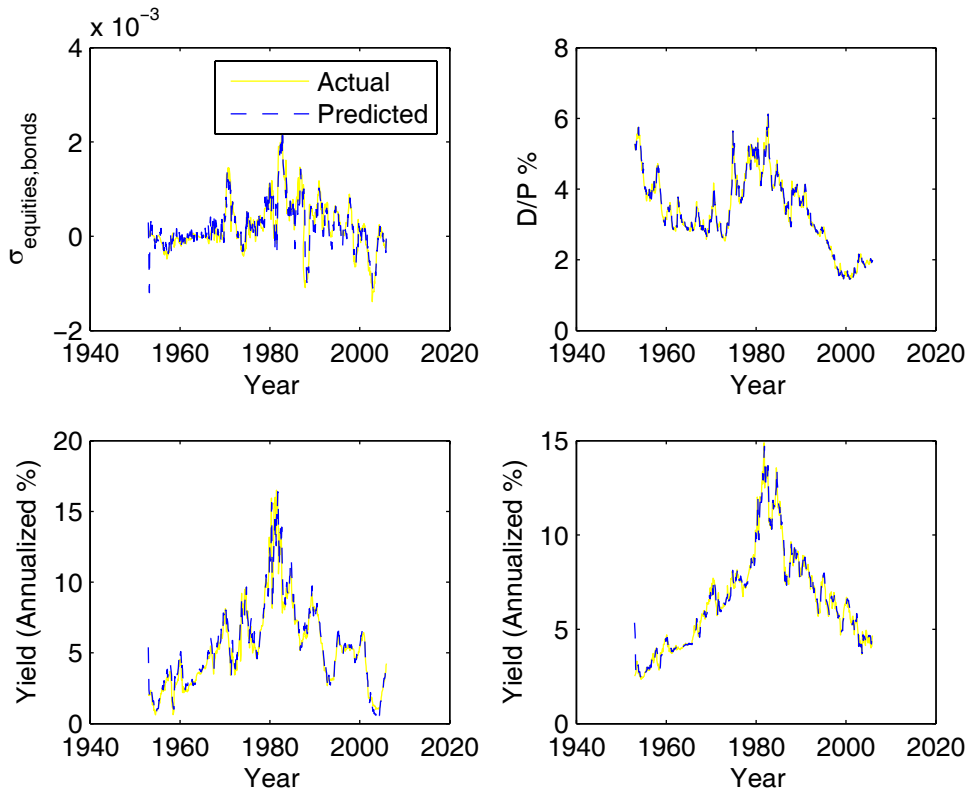 x 10⁻³
4
2
0
−2
σequities,bonds
Actual
Predicted
1940 1960 1980 2000 2020
Year
8
6
4
2
0
D/P %
1940 1960 1980 2000 2020
Year
20
15
10
5
0
Yield (Annualized %)
1940 1960 1980 2000 2020
Year
15
10
5
0
Yield (Annualized %)
1940 1960 1980 2000 2020
Year